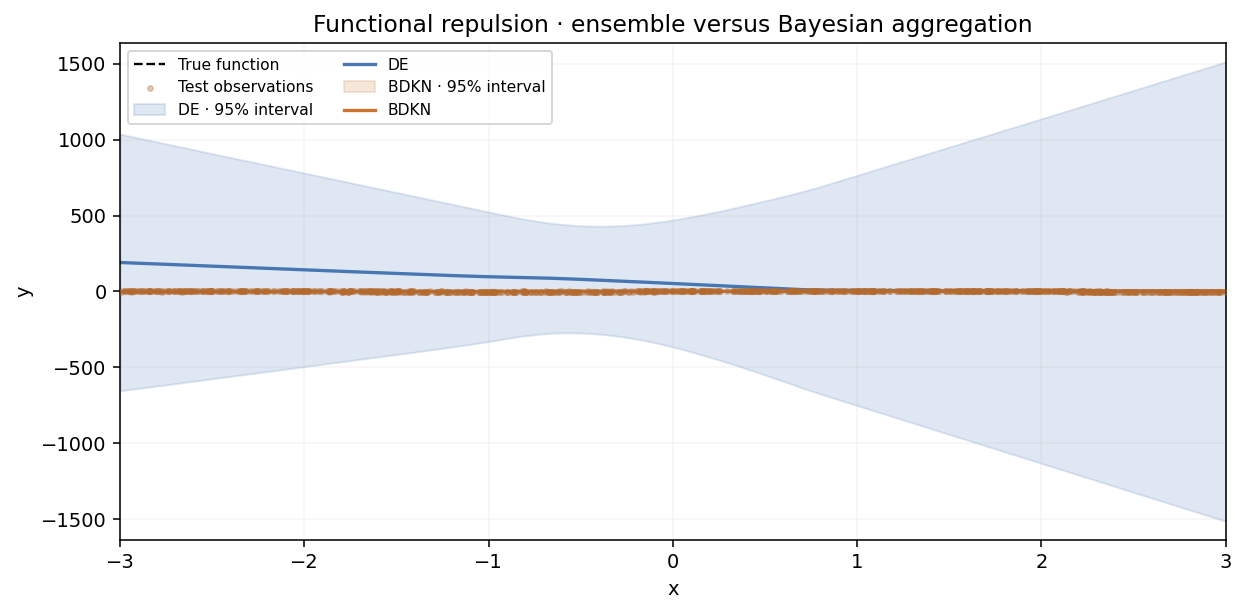 Functional repulsion · ensemble versus Bayesian aggregation
True function
Test observations
DE · 95% interval
DE
BDKN · 95% interval
BDKN
1500
1000
500
0
−500
−1000
−1500
y
−3
−2
−1
0
1
2
3
x